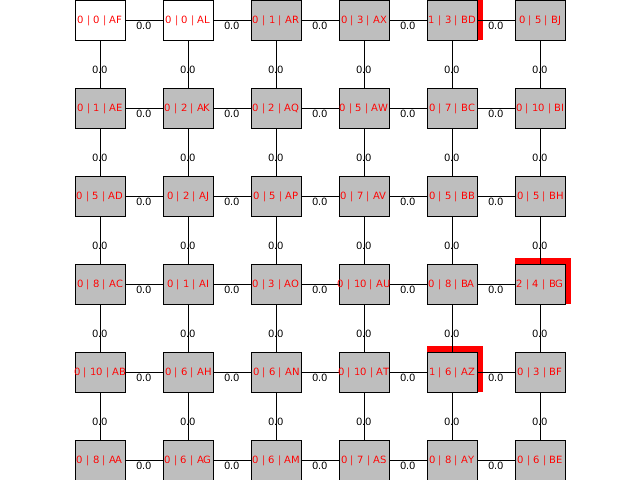 0 | 0 | AF 0.0 0 | 0 | AL 0.0 0 | 1 | AR 0.0 0 | 3 | AX 0.0 1 | 3 | BD 0.0 0 | 5 | BJ
0.0 0.0 0.0 0.0 0.0 0.0
0 | 1 | AE 0.0 0 | 2 | AK 0.0 0 | 2 | AQ 0.0 0 | 5 | AW 0.0 0 | 7 | BC 0.0 0 | 10 | BI
0.0 0.0 0.0 0.0 0.0 0.0
0 | 5 | AD 0.0 0 | 2 | AJ 0.0 0 | 5 | AP 0.0 0 | 7 | AV 0.0 0 | 5 | BB 0.0 0 | 5 | BH
0.0 0.0 0.0 0.0 0.0 0.0
0 | 8 | AC 0.0 0 | 1 | AI 0.0 0 | 3 | AO 0.0 0 | 10 | AU 0.0 0 | 8 | BA 0.0 2 | 4 | BG
0.0 0.0 0.0 0.0 0.0 0.0
0 | 10 | AB 0.0 0 | 6 | AH 0.0 0 | 6 | AN 0.0 0 | 10 | AT 0.0 1 | 6 | AZ 0.0 0 | 3 | BF
0.0 0.0 0.0 0.0 0.0 0.0
0 | 8 | AA 0.0 0 | 6 | AG 0.0 0 | 6 | AM 0.0 0 | 7 | AS 0.0 0 | 8 | AY 0.0 0 | 6 | BE